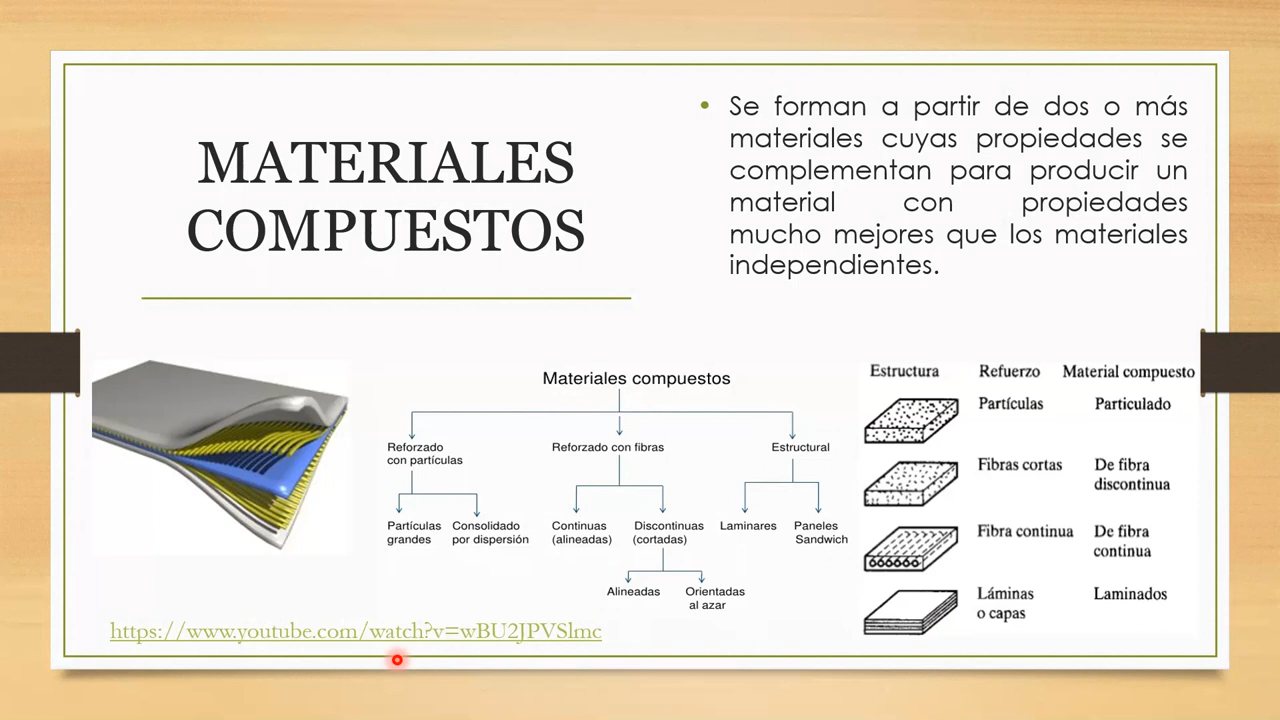 MATERIALES
COMPUESTOS
• Se forman a partir de dos o más
materiales cuyas propiedades se
complementan para producir un
material con propiedades
mucho mejores que los materiales
independientes.
Materiales compuestos
Reforzado
con partículas
Reforzado con fibras
Estructural
Partículas
grandes
Consolidado
por dispersión
Continuas
(alineadas)
Discontinuas
(cortadas)
Laminares
Paneles
Sandwich
Alineadas
Orientadas
al azar
Estructura Refuerzo Material compuesto
Partículas Particulado
Fibras cortas De fibra
discontinua
Fibra continua De fibra
continua
Láminas Laminados
o capas
https://www.youtube.com/watch?v=wBU2JPVSlmc